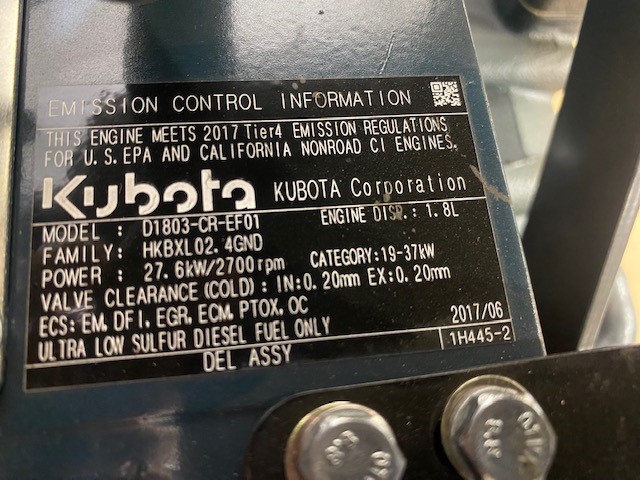 EMISSION CONTROL INFORMATION
THIS ENGINE MEETS 2017 Tier4 EMISSION REGULATIONS
FOR U.S. EPA AND CALIFORNIA NONROAD CI ENGINES.
Kubota KUBOTA Corporation
MODEL : D1803-CR-EF01 ENGINE DISP.: 1.8L
FAMILY: HKBXL02.4GND
POWER : 27.6kW/2700rpm CATEGORY:19-37kW
VALVE CLEARANCE(COLD) : IN:0.20mm EX:0.20mm
ECS: EM, DFI, EGR, ECM, PTOX, OC
ULTRA LOW SULFUR DIESEL FUEL ONLY
2017/06
DEL ASSY
1H445-2